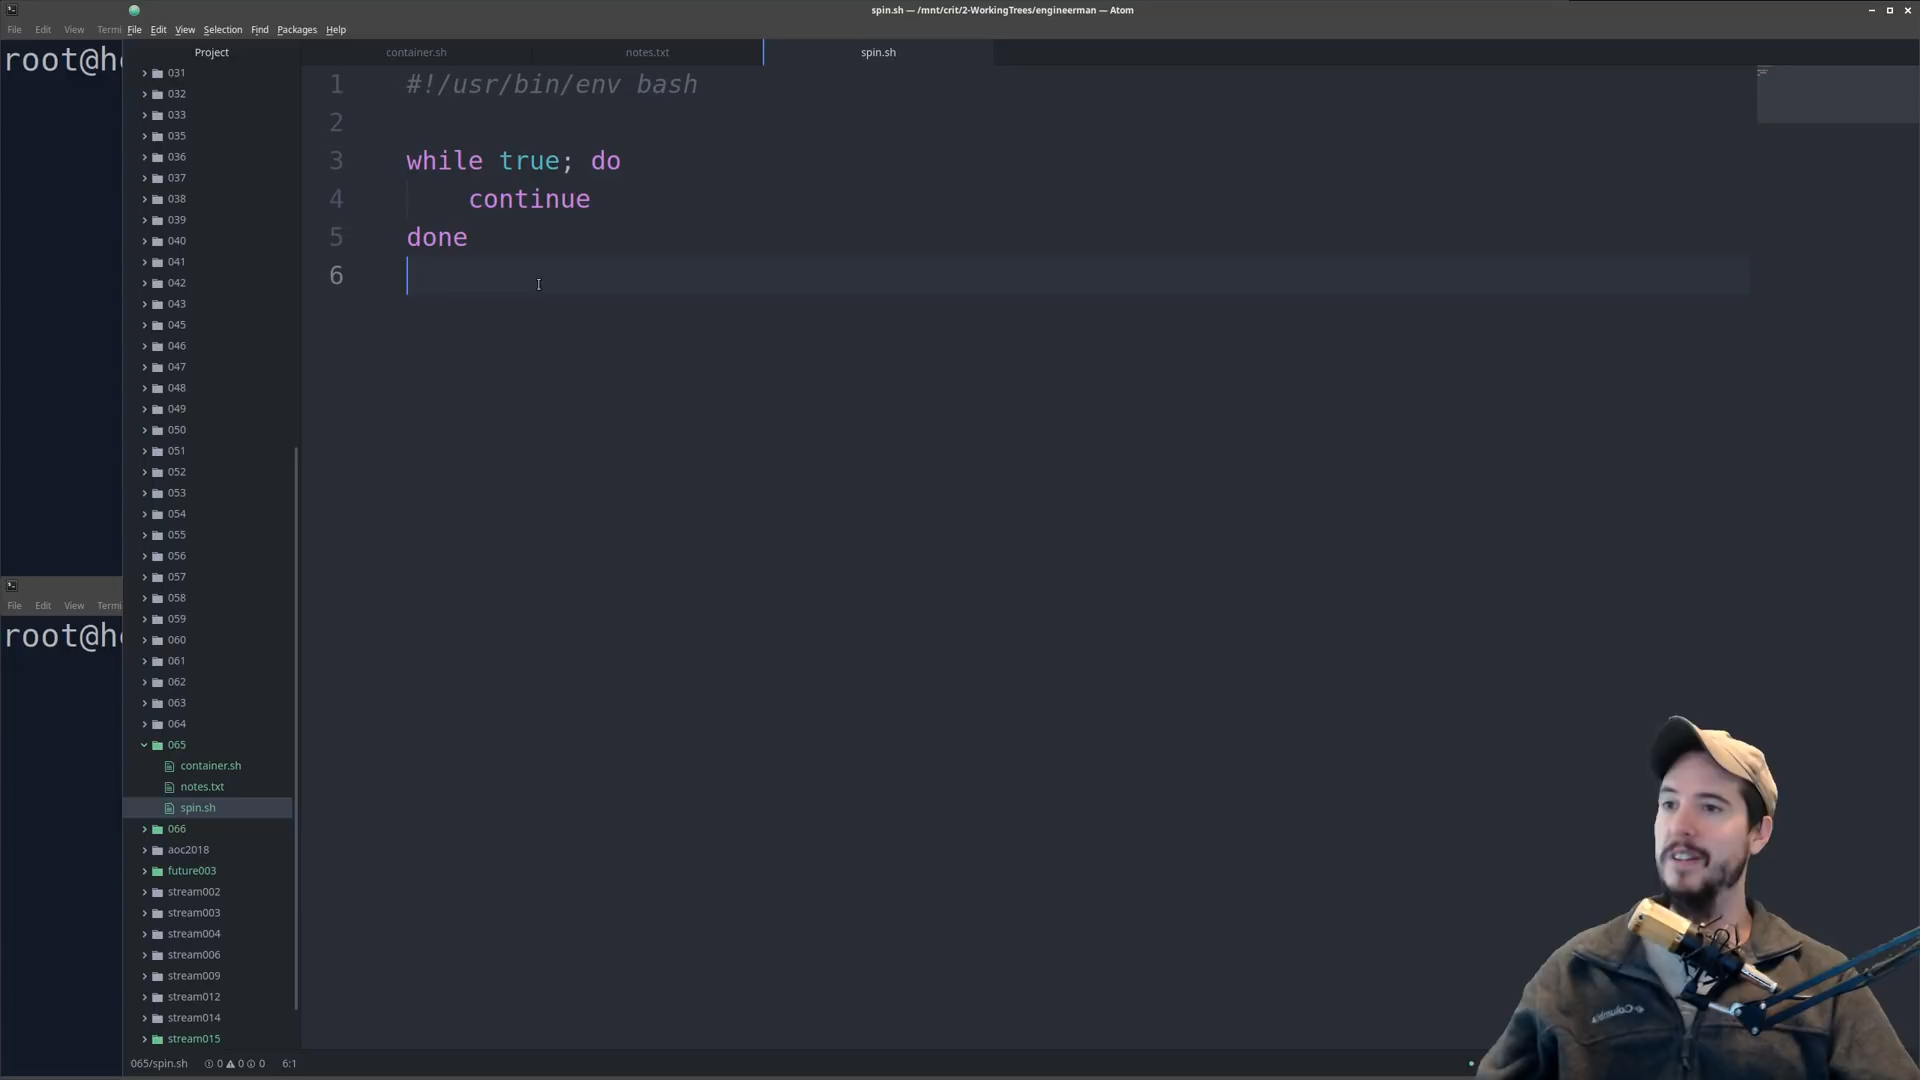 spin.sh — /mnt/crit/2-WorkingTrees/engineerman — Atom
File Edit View Termi
File Edit View Selection Find Packages Help
root@h
Project
container.sh
notes.txt
spin.sh
031
032
033
035
036
037
038
039
040
041
042
043
045
046
047
048
049
050
051
052
053
054
055
056
057
058
059
060
061
062
063
064
065
container.sh
notes.txt
spin.sh
066
aoc2018
future003
stream002
stream003
stream004
stream006
stream009
stream012
stream014
stream015
1 #!/usr/bin/env bash
2
3 while true; do
4 continue
5 done
6
File Edit View Termi
root@h
065/spin.sh 0 0 0 6:1